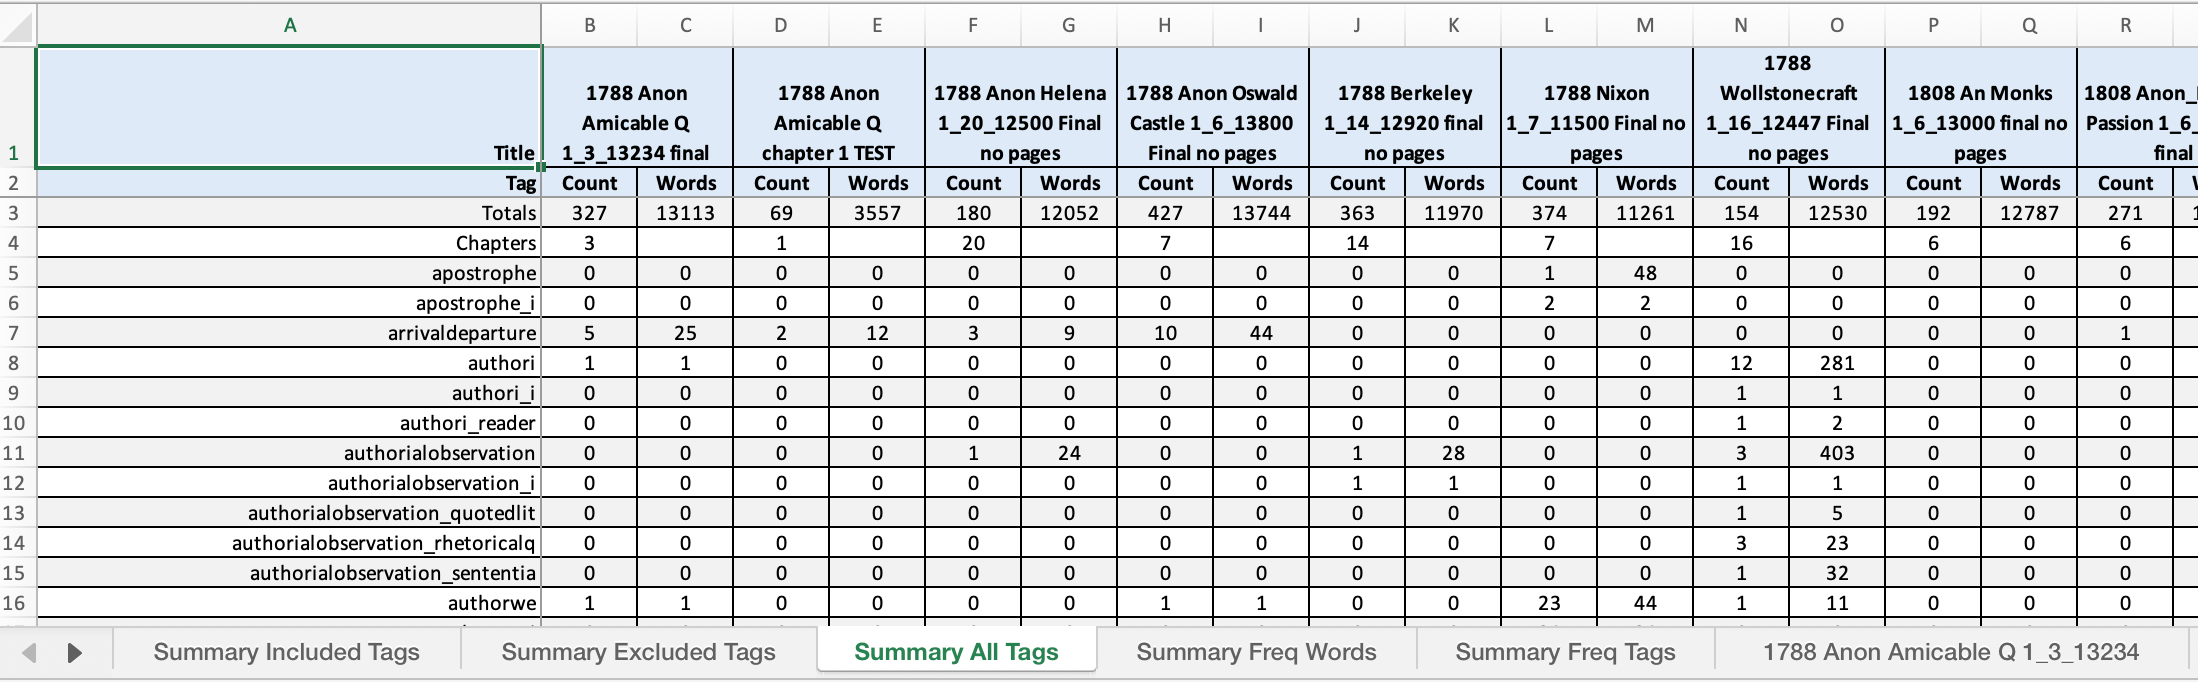 A B C D E F G H I J K L M N O P Q R
1 Title 1788 Anon Amicable Q 1_3_13234 final 1788 Anon Amicable Q chapter 1 TEST 1788 Anon Helena 1_20_12500 Final no pages 1788 Anon Oswald Castle 1_6_13800 Final no pages 1788 Berkeley 1_14_12920 final no pages 1788 Nixon 1_7_11500 Final no pages 1788 Wollstonecraft 1_16_12447 Final no pages 1808 An Monks 1_6_13000 final no pages 1808 Anon_ Passion 1_6_ final
2 Tag Count Words Count Words Count Words Count Words Count Words Count Words Count Words Count Words Count
3 Totals 327 13113 69 3557 180 12052 427 13744 363 11970 374 11261 154 12530 192 12787 271
4 Chapters 3 1 20 7 14 7 16 6 6
5 apostrophe 0 0 0 0 0 0 0 0 0 0 1 48 0 0 0 0 0
6 apostrophe_i 0 0 0 0 0 0 0 0 0 0 2 2 0 0 0 0 0
7 arrivaldeparture 5 25 2 12 3 9 10 44 0 0 0 0 0 0 0 0 1
8 authori 1 1 0 0 0 0 0 0 0 0 0 0 12 281 0 0 0
9 authori_i 0 0 0 0 0 0 0 0 0 0 0 0 1 1 0 0 0
10 authori_reader 0 0 0 0 0 0 0 0 0 0 0 0 1 2 0 0 0
11 authorialobservation 0 0 0 0 1 24 0 0 1 28 0 0 3 403 0 0 0
12 authorialobservation_i 0 0 0 0 0 0 0 0 1 1 0 0 1 1 0 0 0
13 authorialobservation_quotedlit 0 0 0 0 0 0 0 0 0 0 0 0 1 5 0 0 0
14 authorialobservation_rhetoricalq 0 0 0 0 0 0 0 0 0 0 0 0 3 23 0 0 0
15 authorialobservation_sententia 0 0 0 0 0 0 0 0 0 0 0 0 1 32 0 0 0
16 authorwe 1 1 0 0 0 0 1 1 0 0 23 44 1 11 0 0 0
Summary Included Tags Summary Excluded Tags Summary All Tags Summary Freq Words Summary Freq Tags 1788 Anon Amicable Q 1_3_13234